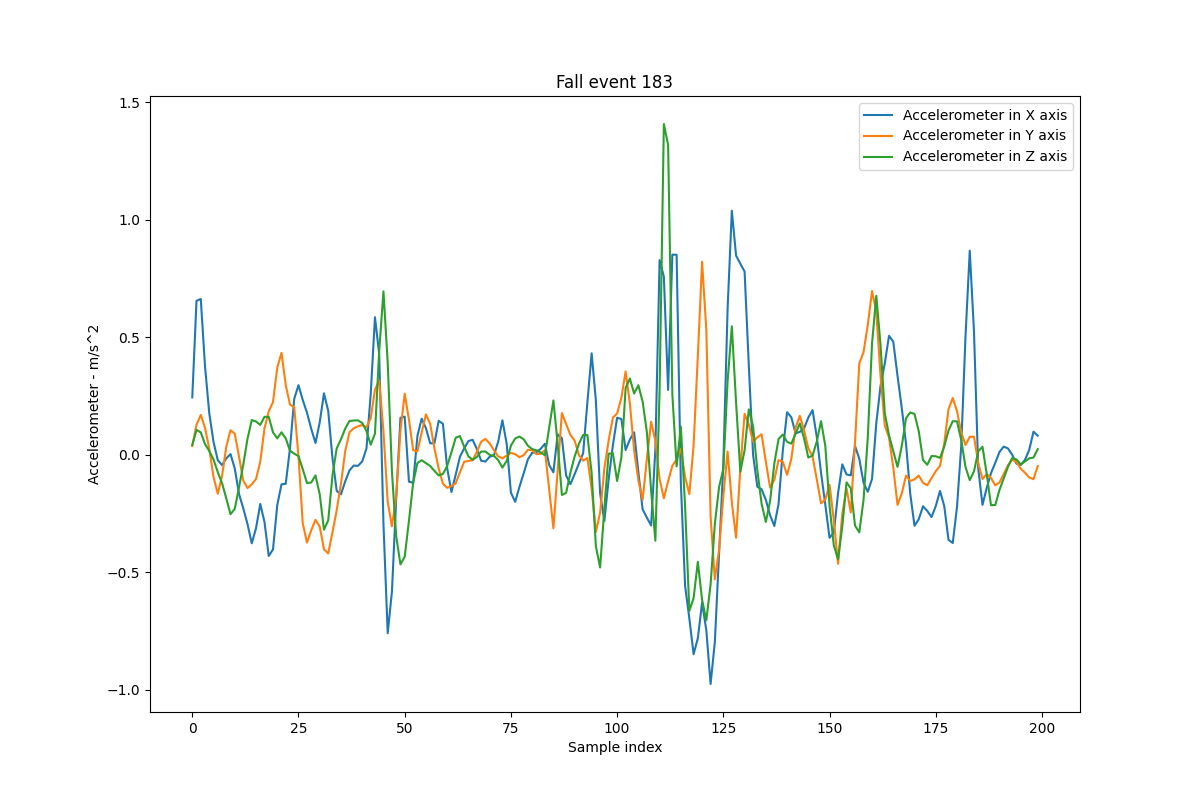 Fall event 183
Accelerometer in X axis
Accelerometer in Y axis
Accelerometer in Z axis
Accelerometer - m/s^2
1.5
1.0
0.5
0.0
−0.5
−1.0
0 25 50 75 100 125 150 175 200
Sample index